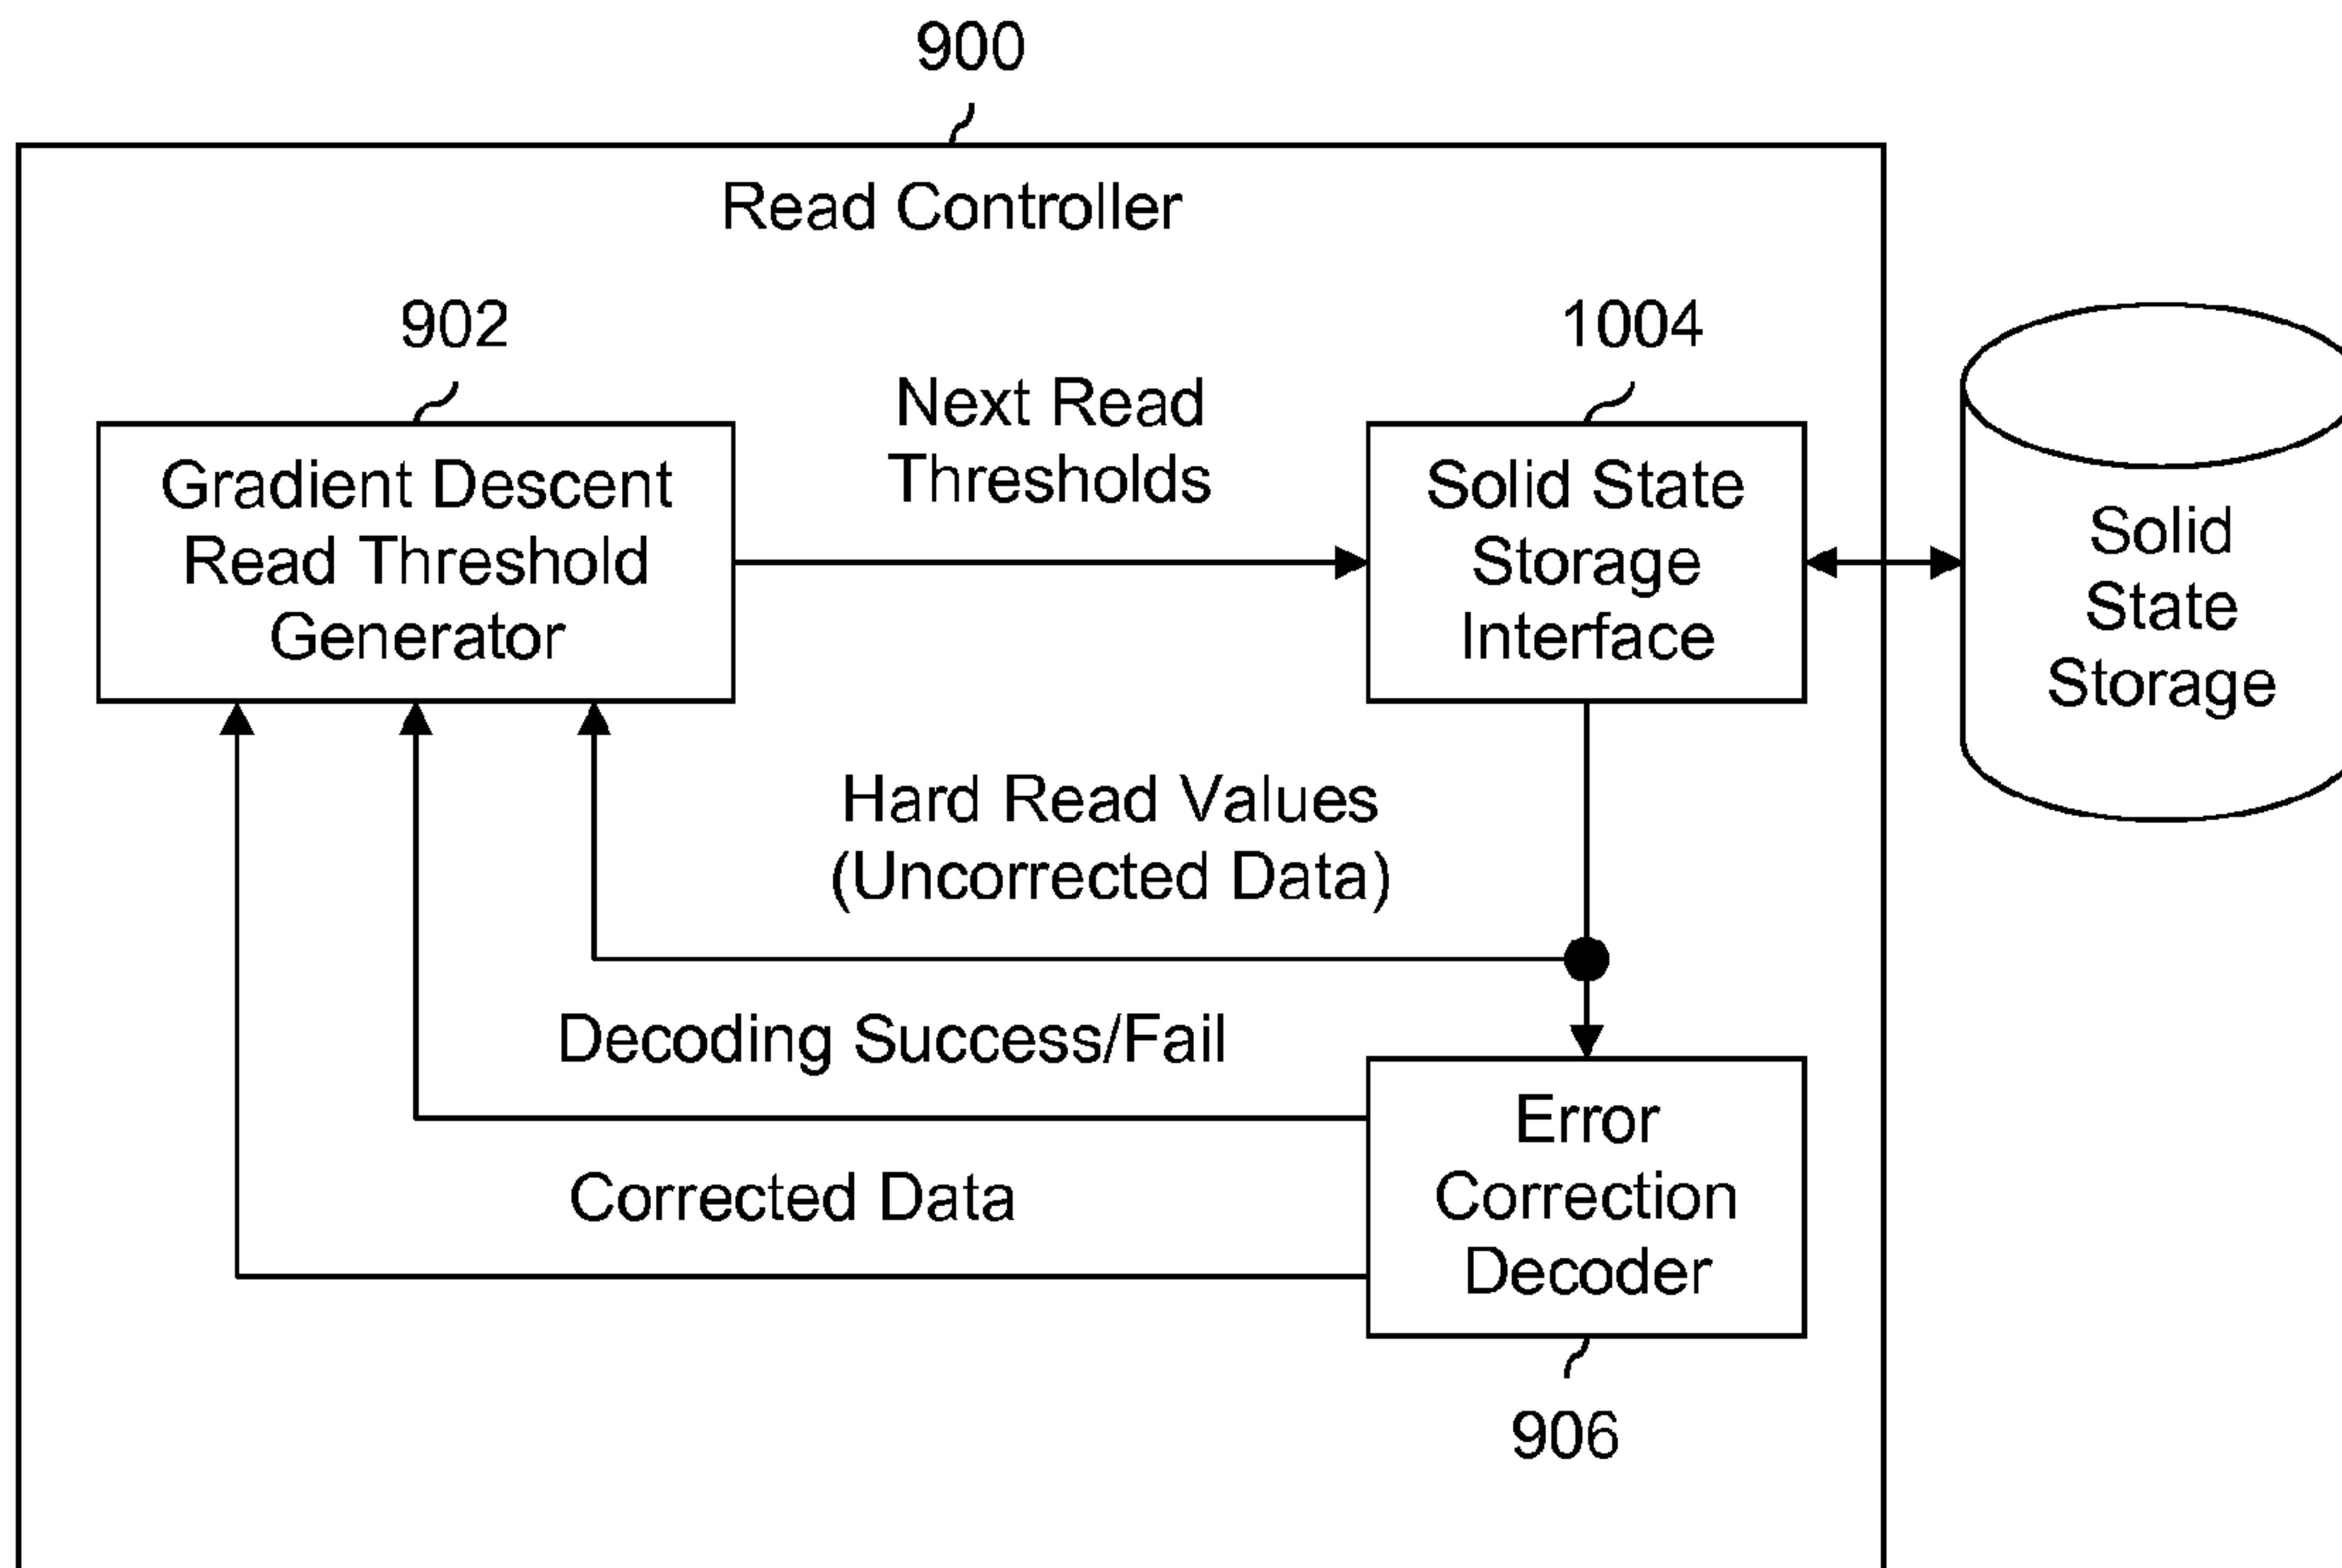 900
Read Controller
902
1004
Next Read
Thresholds
Gradient Descent
Read Threshold
Generator
Solid State
Storage
Interface
Solid
State
Storage
Hard Read Values
(Uncorrected Data)
Decoding Success/Fail
Corrected Data
Error
Correction
Decoder
906